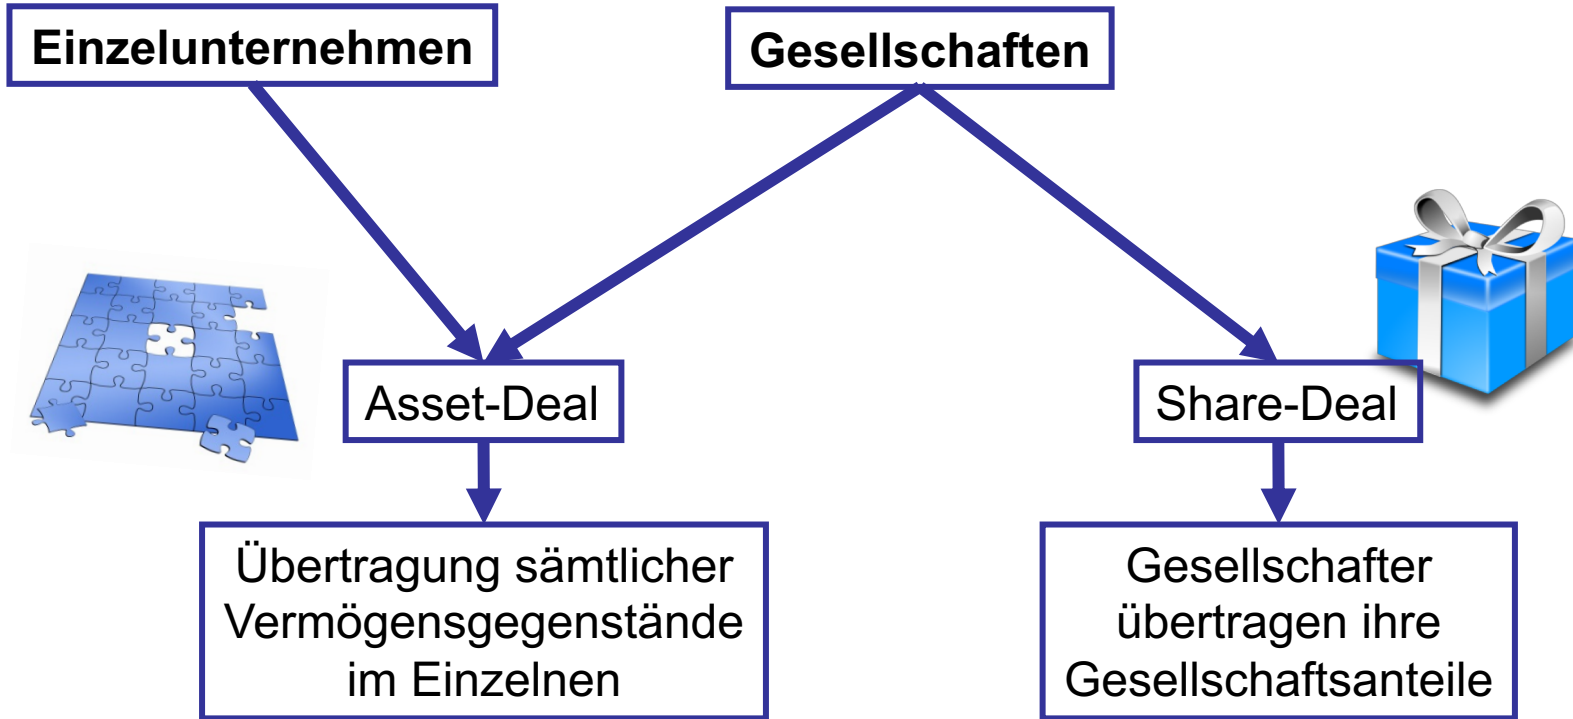 Einzelunternehmen
Gesellschaften
Asset-Deal
Share-Deal
Übertragung sämtlicher
Vermögensgegenstände
im Einzelnen
Gesellschafter
übertragen ihre
Gesellschaftsanteile